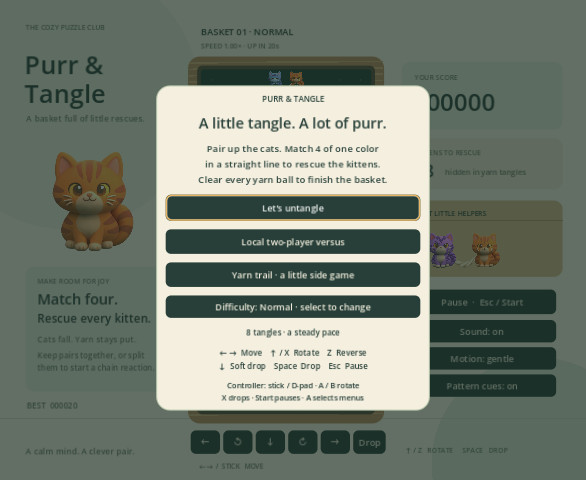 THE COZY PUZZLE CLUB
Purr &
Tangle
A basket full of little rescues.
MAKE ROOM FOR JOY
Match four.
Rescue every kitten.
Cats fall. Yarn stays put.
Keep pairs together, or split
them to start a chain reaction.
BEST 000020
A calm mind. A clever pair.
BASKET 01 · NORMAL
SPEED 1.00× · UP IN 20s
PURR & TANGLE
A little tangle. A lot of purr.
Pair up the cats. Match 4 of one color
in a straight line to rescue the kittens.
Clear every yarn ball to finish the basket.
Let's untangle
Local two-player versus
Yarn trail · a little side game
Difficulty: Normal · select to change
8 tangles · a steady pace
←→ Move ↑/X Rotate Z Reverse
↓ Soft drop Space Drop Esc Pause
Controller: stick / D-pad · A / B rotate
X drops · Start pauses · A selects menus
← ↺ ↓ ↻ → Drop
←→ / STICK MOVE
YOUR SCORE
00000
TO RESCUE
hidden in yarn tangles
LITTLE HELPERS
Pause · Esc / Start
Sound: on
Motion: gentle
Pattern cues: on
↑ / Z ROTATE SPACE DROP